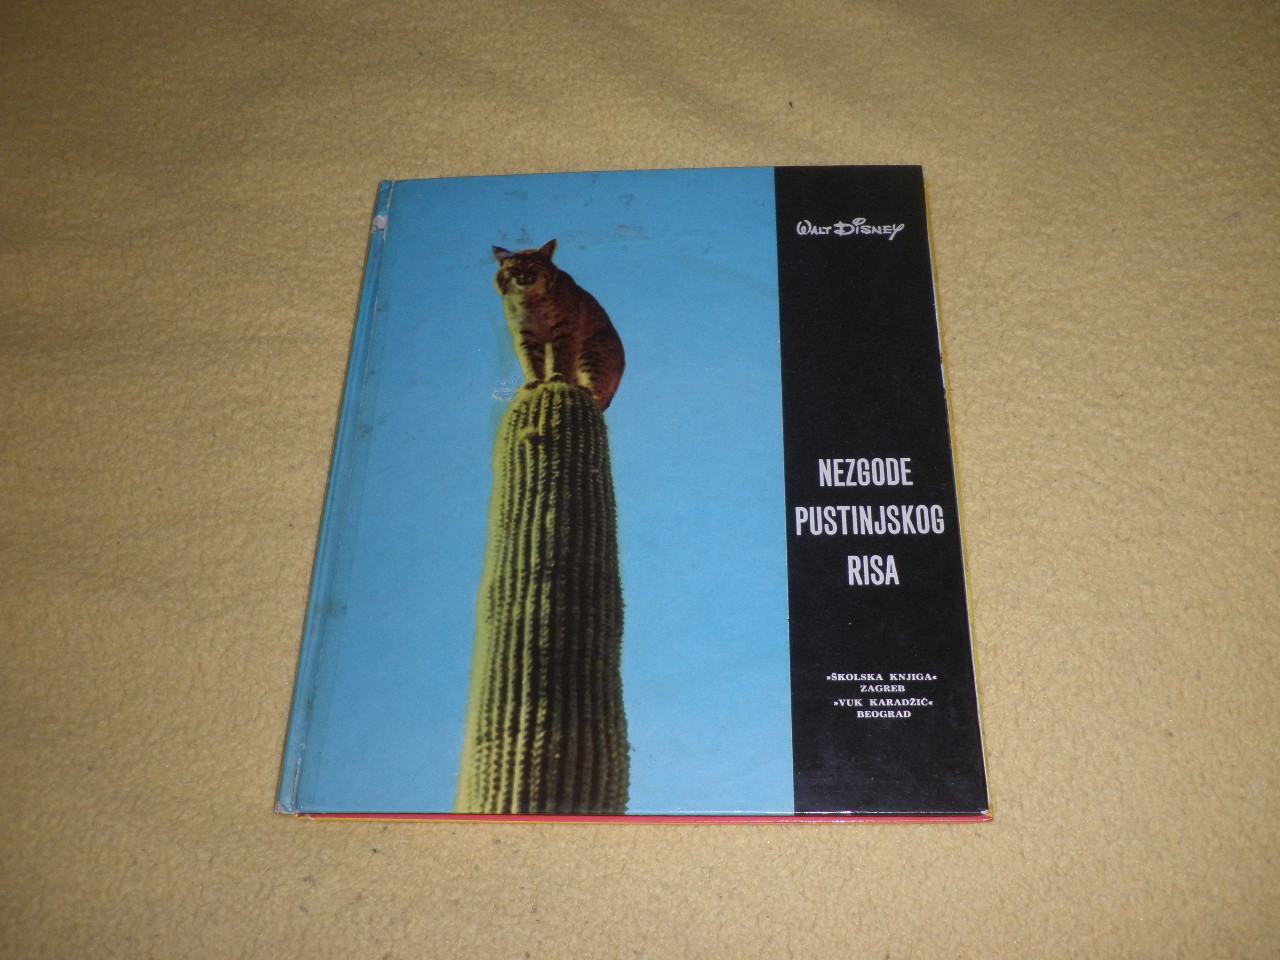 WALT DISNEY
NEZGODE
PUSTINJSKOG
RISA
»ŠKOLSKA KNJIGA«
ZAGREB
»VUK KARADŽIĆ«
BEOGRAD